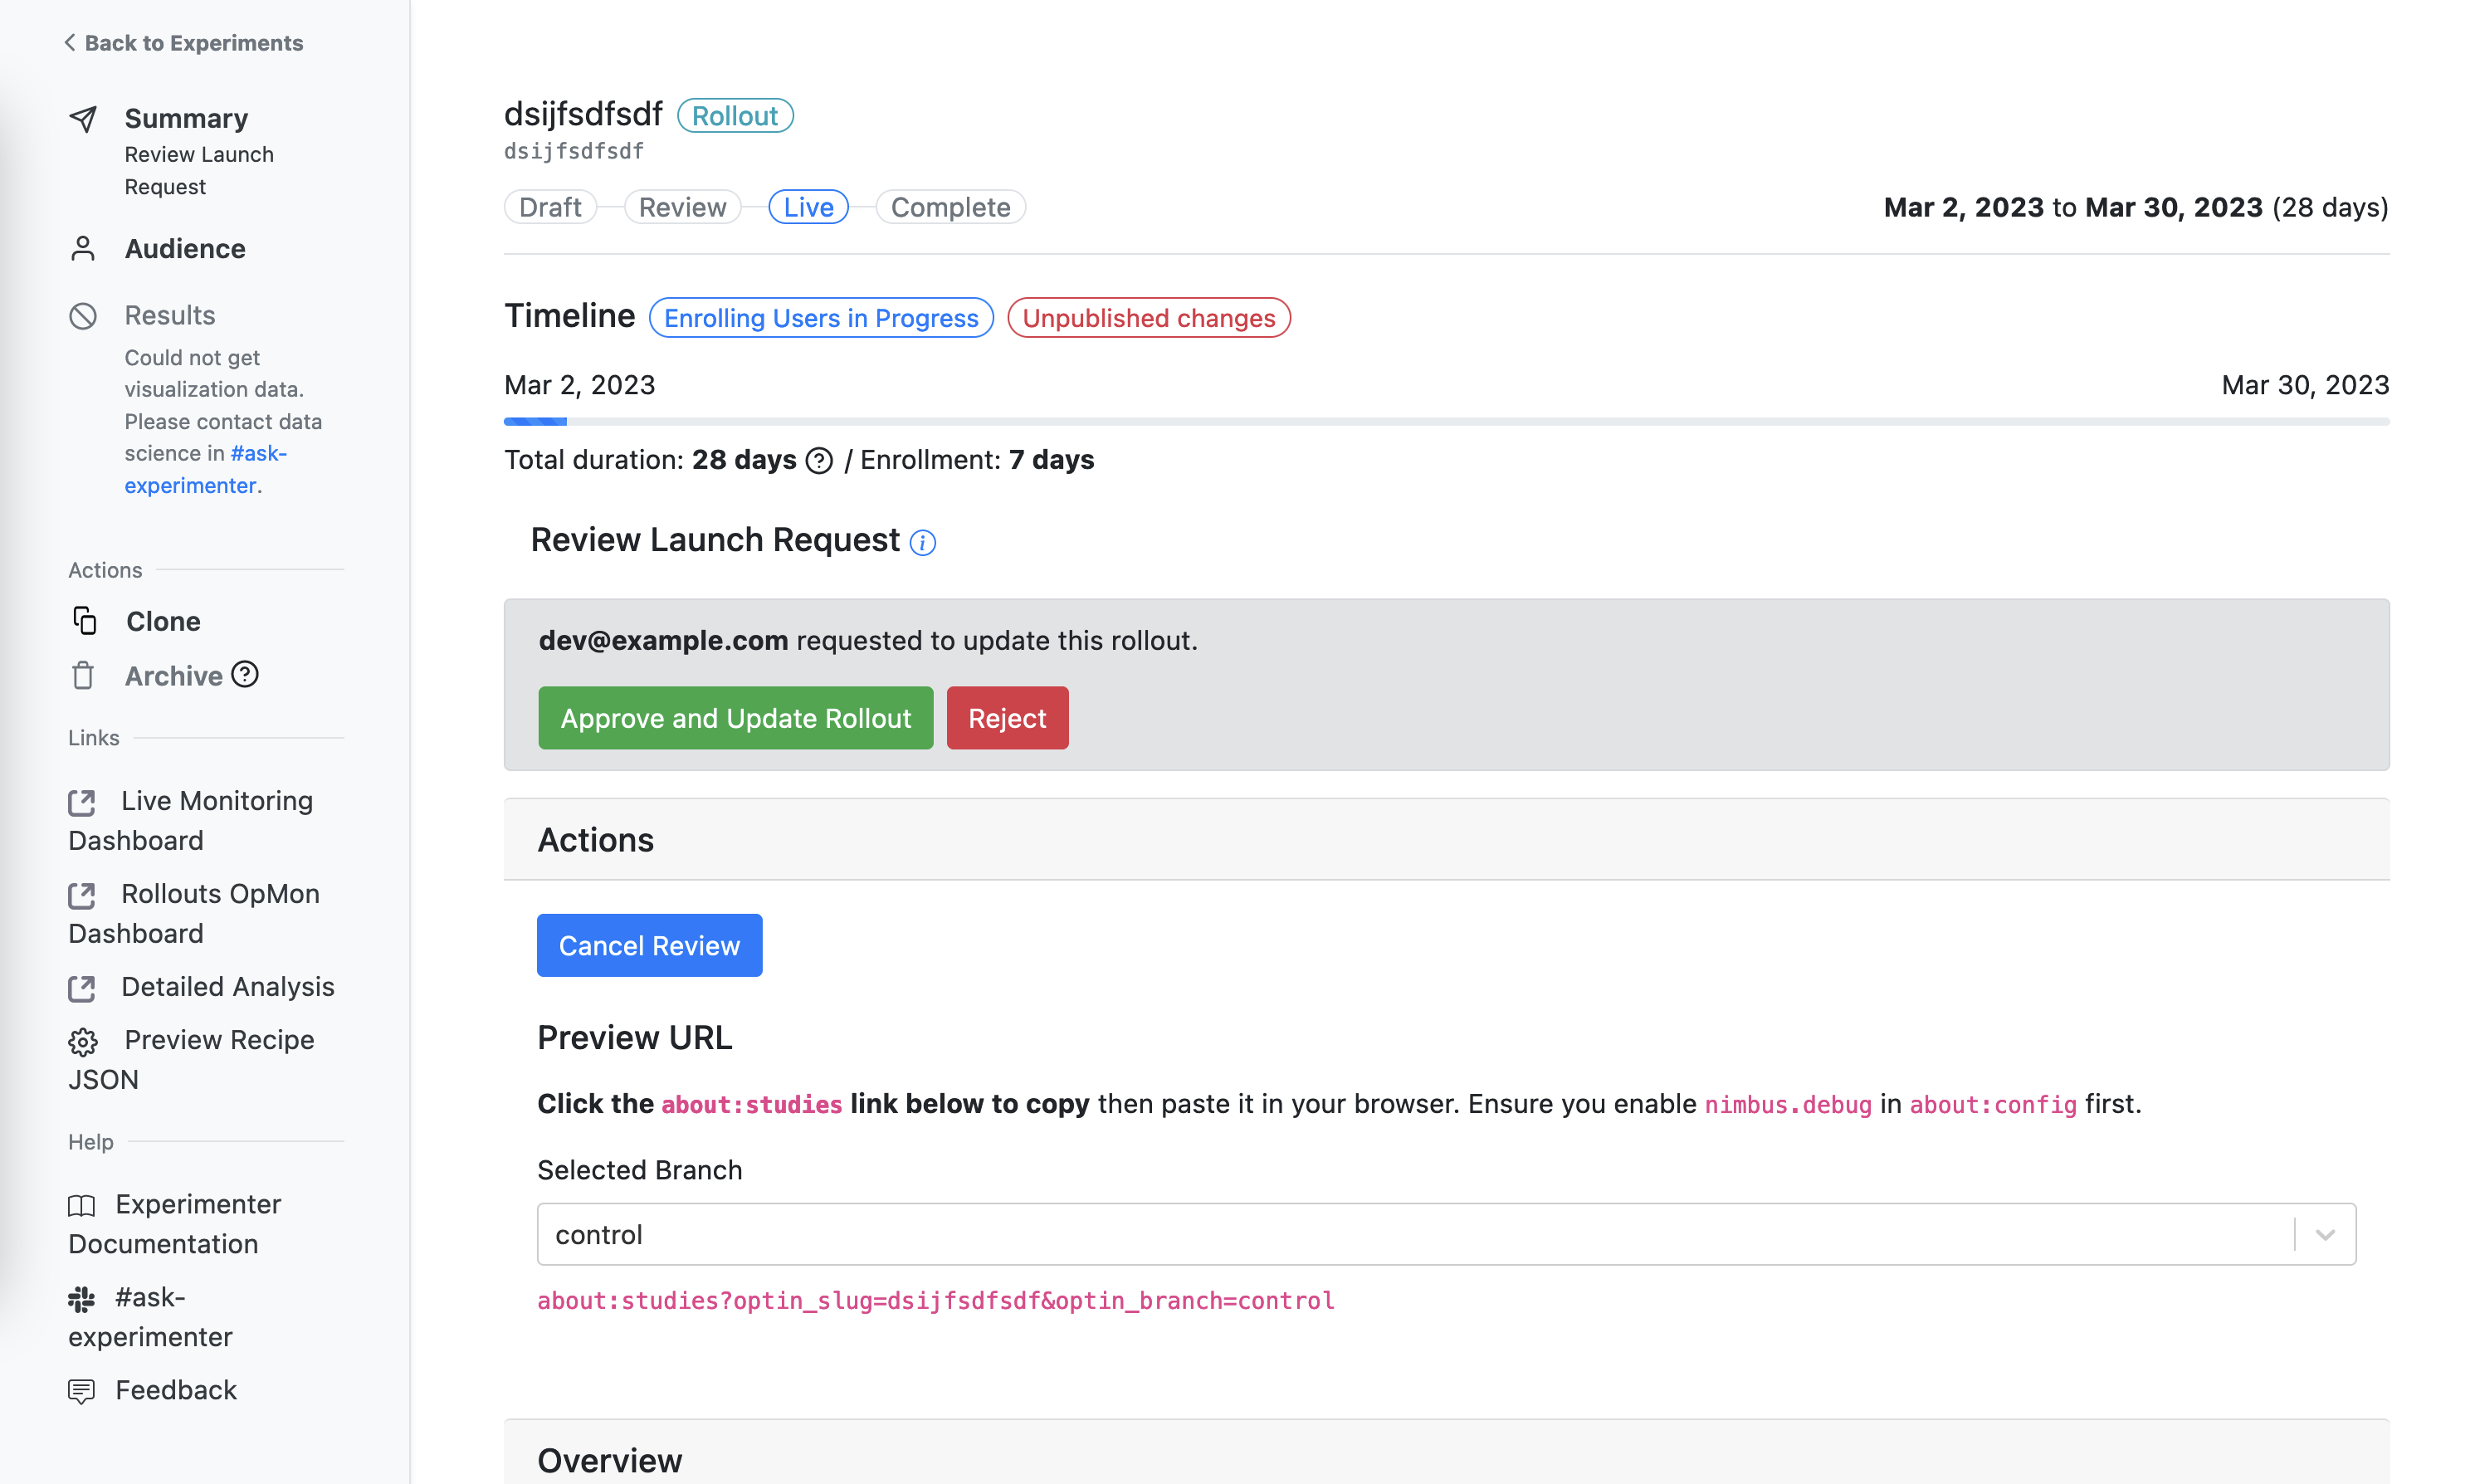 Back to Experiments
Summary
Review Launch
Request
Audience
Results
Could not get
visualization data.
Please contact data
science in #ask-
experimenter.
Actions
Clone
Archive
Links
Live Monitoring
Dashboard
Rollouts OpMon
Dashboard
Detailed Analysis
Preview Recipe
JSON
Help
Experimenter
Documentation
#ask-
experimenter
Feedback
dsijfsdfsdf Rollout
dsijfsdfsdf
Draft Review Live Complete
Mar 2, 2023 to Mar 30, 2023 (28 days)
Timeline Enrolling Users in Progress Unpublished changes
Mar 2, 2023 Mar 30, 2023
Total duration: 28 days ? / Enrollment: 7 days
Review Launch Request i
dev@example.com requested to update this rollout.
Approve and Update Rollout Reject
Actions
Cancel Review
Preview URL
Click the about:studies link below to copy then paste it in your browser. Ensure you enable nimbus.debug in about:config first.
Selected Branch
control
about:studies?optin_slug=dsijfsdfsdf&optin_branch=control
Overview